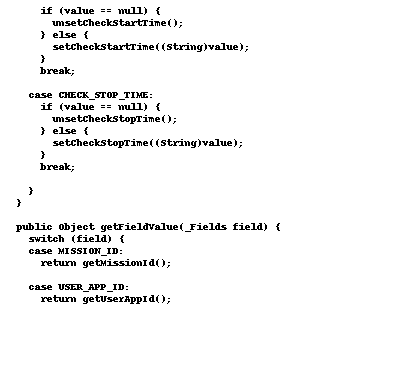 if (value == null) {
unsetCheckStartTime();
} else {
setCheckStartTime((String)value);
}
break;
case CHECK_STOP_TIME:
if (value == null) {
unsetCheckStopTime();
} else {
setCheckStopTime((String)value);
}
break;
}
}
public Object getFieldValue(_Fields field) {
switch (field) {
case MISSION_ID:
return getMissionId();
case USER_APP_ID:
return getUserAppId();